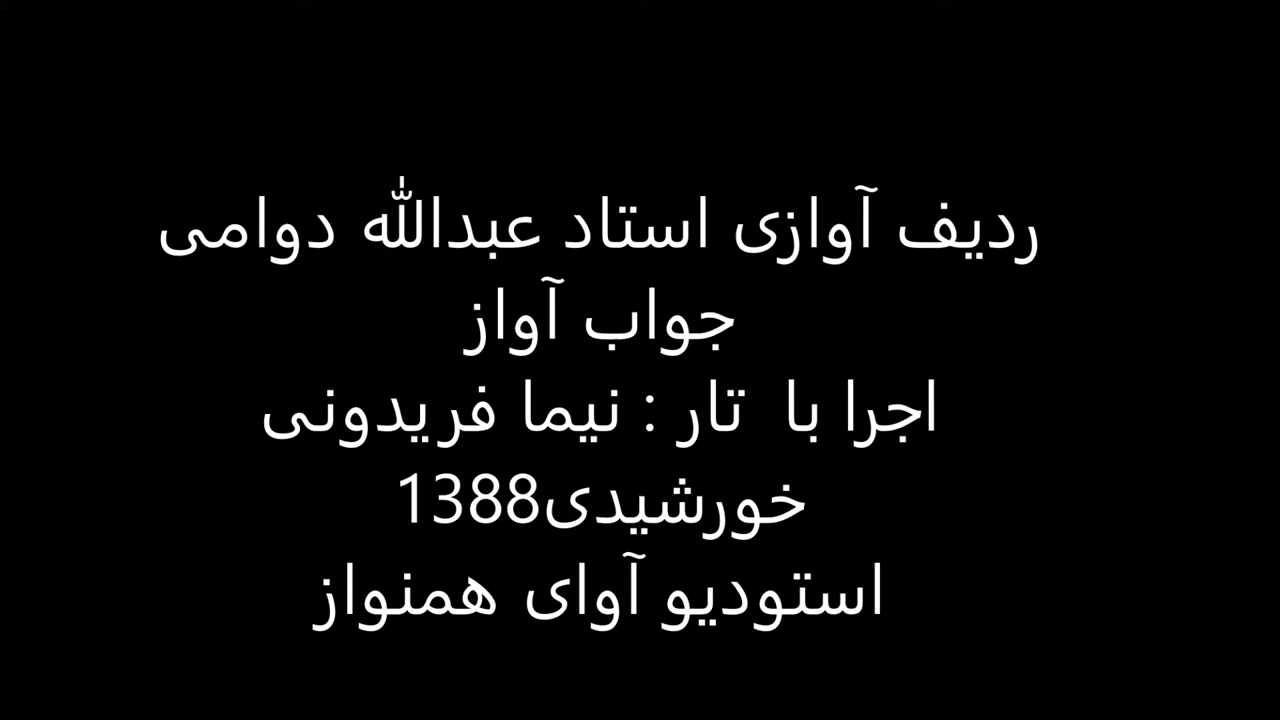 ردیف آوازی استاد عبدالله دوامی
جواب آواز
اجرا با تار : نیما فریدونی
خورشیدی1388
استودیو آوای همنواز